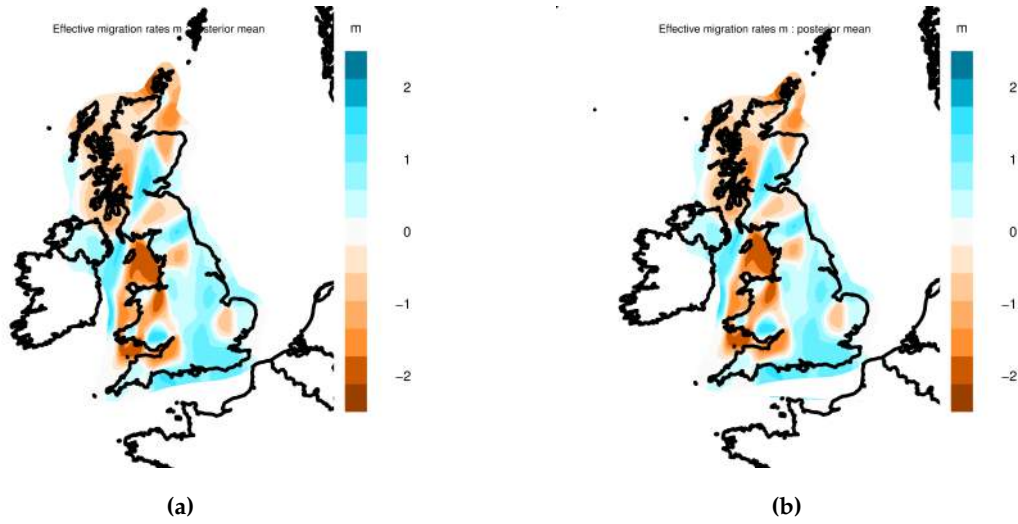 Effective migration rates m sterior mean
m
2
1
0
−1
−2
(a)
Effective migration rates m : posterior mean
m
2
1
0
−1
−2
(b)